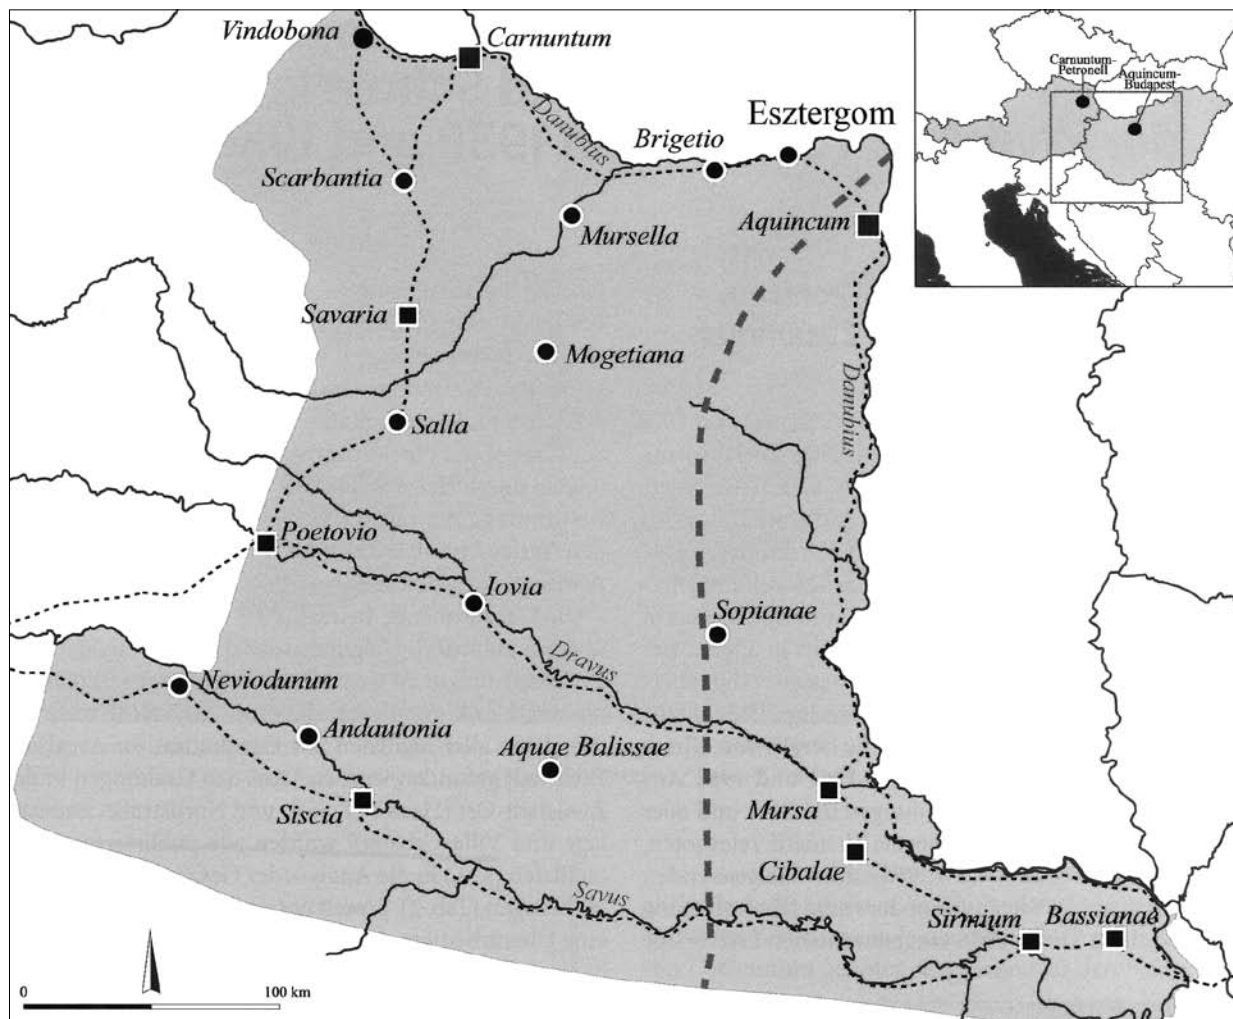 Vindobona
Carnuntum
Carnuntum-
Petronell
Aquincum-
Budapest
Danubius
Esztergom
Brigetio
Scarbantia
Mursella
Aquincum
Savaria
Mogetiana
Danubius
Salla
Poetovio
Iovia
Sopianae
Dravus
Neviodunum
Andautonia
Aquae Balissae
Siscia
Mursa
Cibalae
Savus
Sirmium
Bassianae
0
100 km